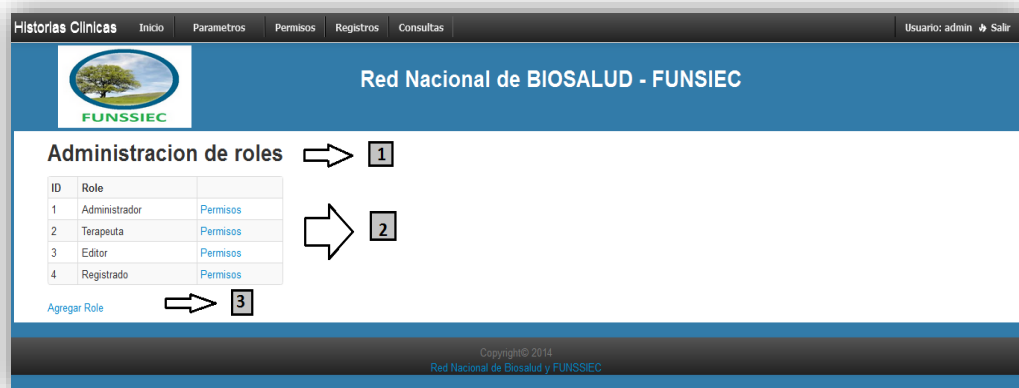 Historias Clinicas Inicio Parametros Permisos Registros Consultas Usuario: admin Salir
FUNSSIEC
Red Nacional de BIOSALUD - FUNSIEC
Administracion de roles 1
ID Role
1 Administrador Permisos
2 Terapeuta Permisos
3 Editor Permisos
4 Registrado Permisos
2
Agregar Role 3
Copyright© 2014
Red Nacional de Biosalud y FUNSSIEC